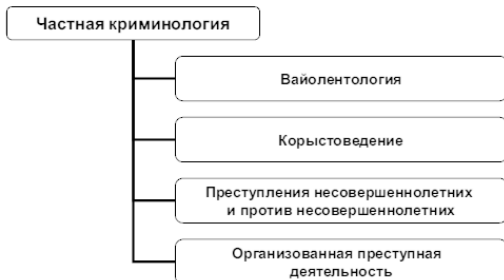 Частная криминология
Вайолентология
Корыстоведение
Преступления несовершеннолетних
и против несовершеннолетних
Организованная преступная
деятельность